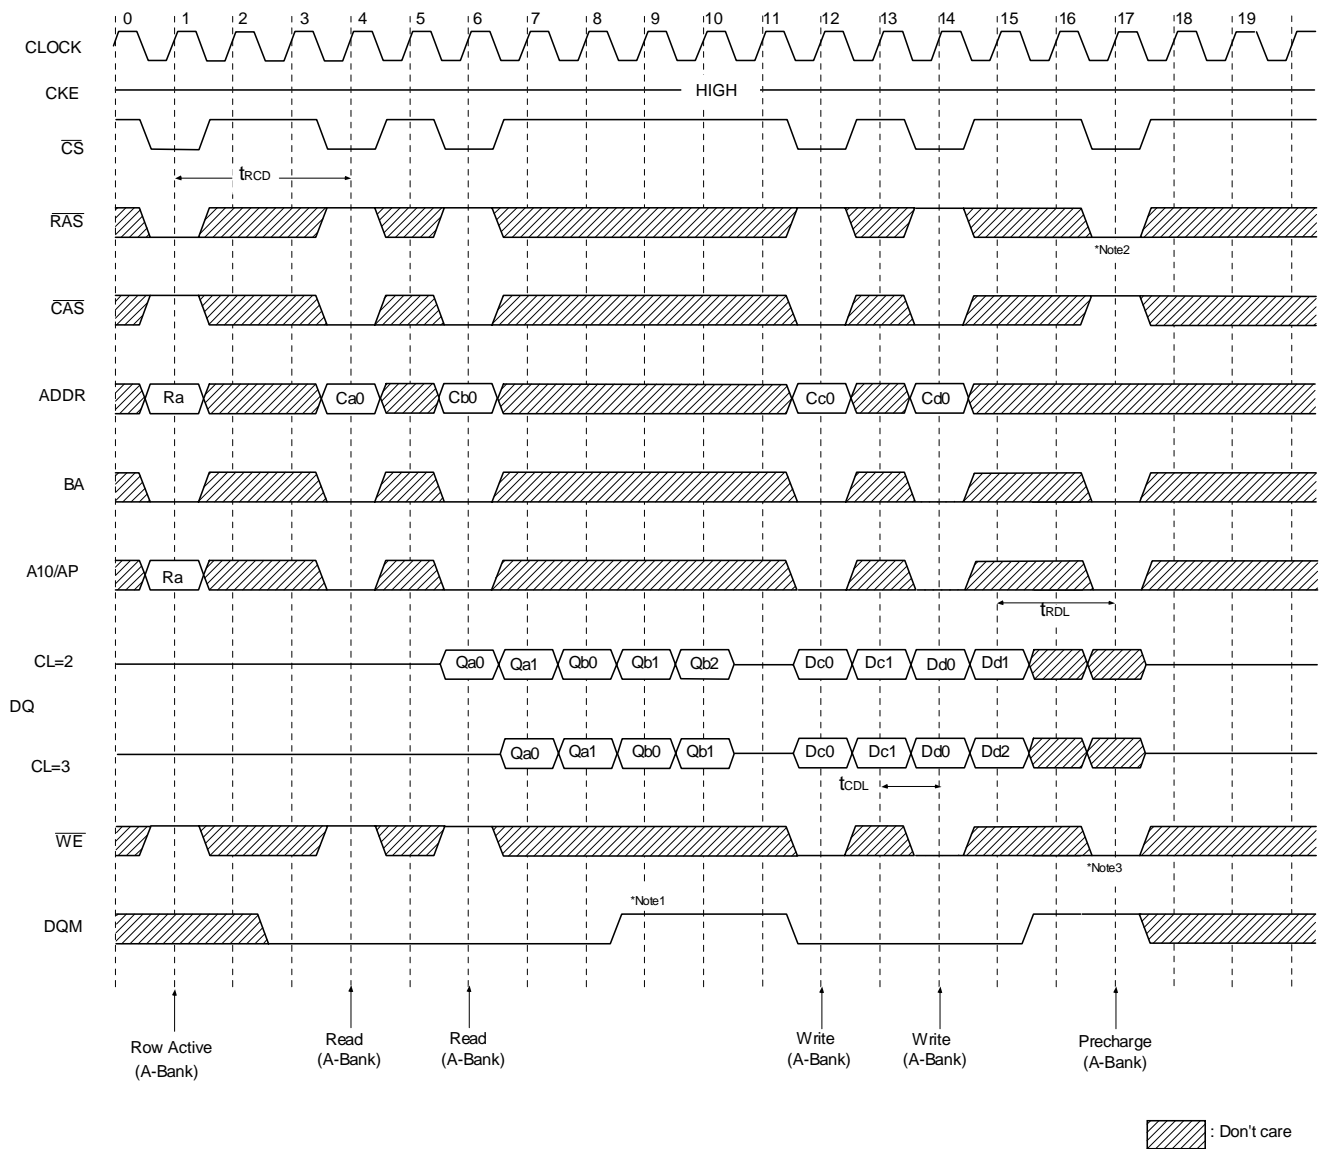 0 1 2 3 4 5 6 7 8 9 10 11 12 13 14 15 16 17 18 19
CLOCK
CKE
HIGH
CS
tRCD
RAS
*Note2
CAS
ADDR
Ra Ca0 Cb0 Cc0 Cd0
BA
A10/AP
Ra
tRDL
CL=2
Qa0 Qa1 Qb0 Qb1 Qb2 Dc0 Dc1 Dd0 Dd1
DQ
CL=3
Qa0 Qa1 Qb0 Qb1 Dc0 Dc1 Dd0 Dd2
tCDL
WE
*Note3
*Note1
DQM
Row Active
(A-Bank)
Read
(A-Bank)
Read
(A-Bank)
Write
(A-Bank)
Write
(A-Bank)
Precharge
(A-Bank)
: Don't care